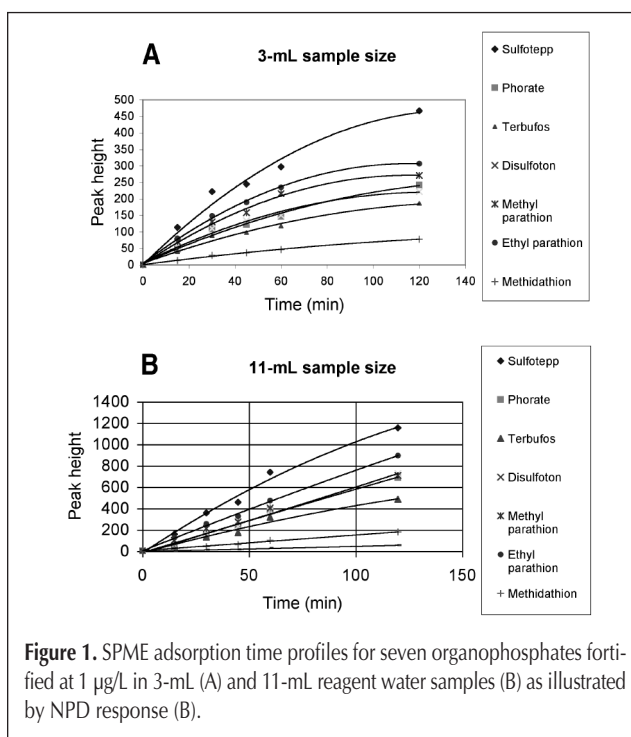 A
3-mL sample size
500
450
400
350
300
250
200
150
100
50
0
Peak height
0 20 40 60 80 100 120 140
Time (min)
Sulfotepp
Phorate
Terbufos
Disulfoton
Methyl
parathion
Ethyl parathion
Methidathion
B
11-mL sample size
1400
1200
1000
800
600
400
200
0
Peak height
0 50 100 150
Time (min)
Sulfotepp
Phorate
Terbufos
Disulfoton
Methyl
parathion
Ethyl
parathion
Methidathion
Figure 1. SPME adsorption time profiles for seven organophosphates forti-
fied at 1 µg/L in 3-mL (A) and 11-mL reagent water samples (B) as illustrated
by NPD response (B).